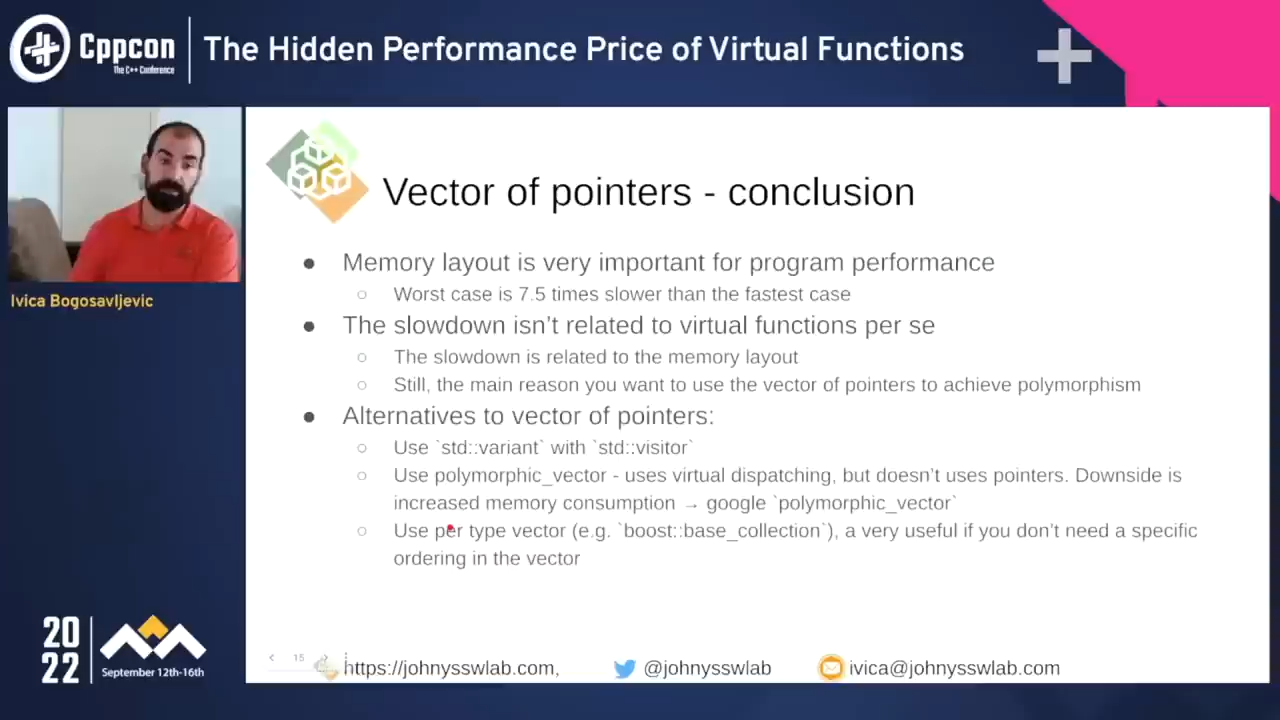 Cppcon
The C++ Conference
The Hidden Performance Price of Virtual Functions
Ivica Bogosavljevic
Vector of pointers - conclusion
● Memory layout is very important for program performance
○ Worst case is 7.5 times slower than the fastest case
● The slowdown isn't related to virtual functions per se
○ The slowdown is related to the memory layout
○ Still, the main reason you want to use the vector of pointers to achieve polymorphism
● Alternatives to vector of pointers:
○ Use `std::variant` with `std::visitor`
○ Use polymorphic_vector - uses virtual dispatching, but doesn't uses pointers. Downside is
increased memory consumption → google `polymorphic_vector`
○ Use per type vector (e.g. `boost::base_collection`), a very useful if you don't need a specific
ordering in the vector
20
22
September 12th-16th
15
https://johnysswlab.com, @johnysswlab ivica@johnysswlab.com